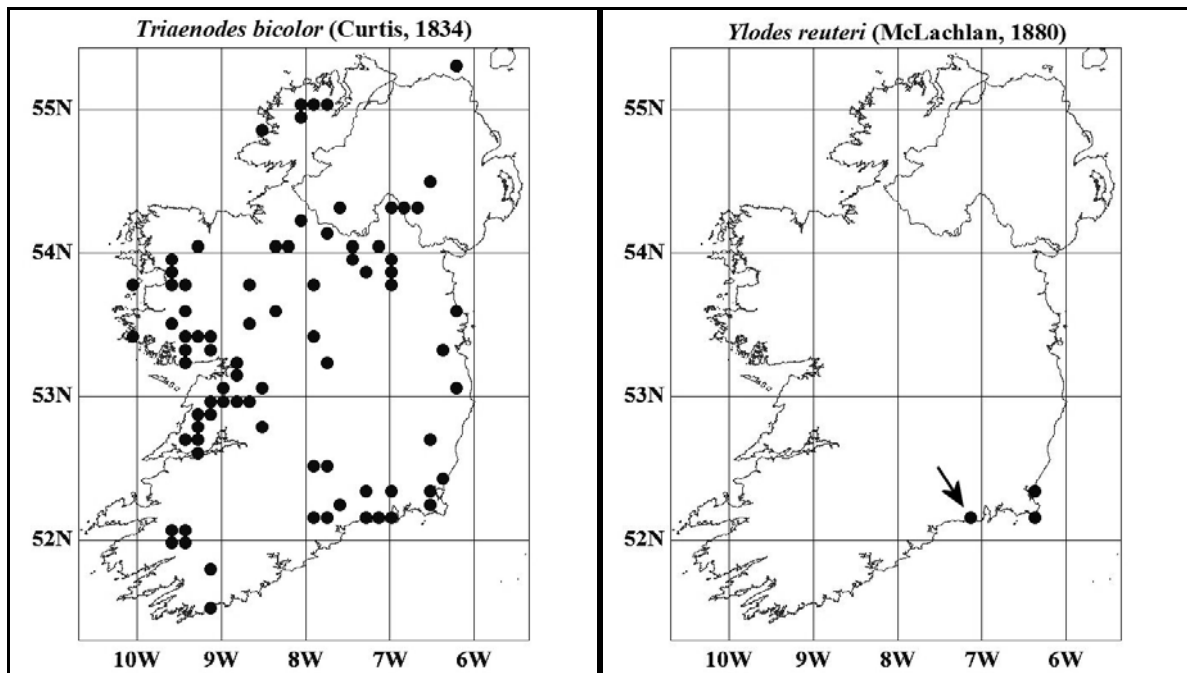 Triaenodes bicolor (Curtis, 1834)
55N
54N
53N
52N
10W 9W 8W 7W 6W
Ylodes reuteri (McLachlan, 1880)
55N
54N
53N
52N
10W 9W 8W 7W 6W